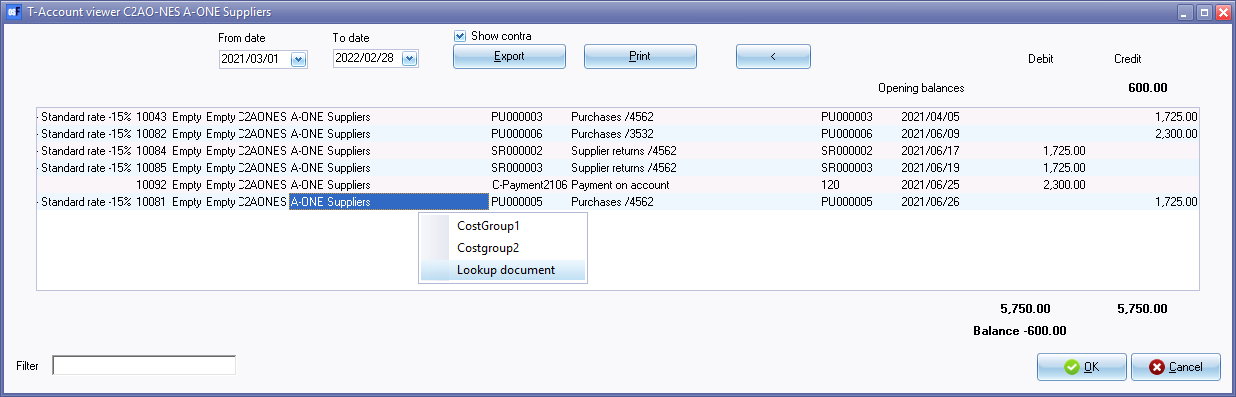 T-Account viewer C2AO-NES A-ONE Suppliers
From date To date Show contra
2021/03/01 2022/02/28 Export Print < Debit Credit
Opening balances 600.00
- Standard rate -15% 10043 Empty Empty C2AONES A-ONE Suppliers PU000003 Purchases /4562 PU000003 2021/04/05 1,725.00
- Standard rate -15% 10082 Empty Empty C2AONES A-ONE Suppliers PU000006 Purchases /3532 PU000006 2021/06/09 2,300.00
- Standard rate -15% 10084 Empty Empty C2AONES A-ONE Suppliers SR000002 Supplier returns /4562 SR000002 2021/06/17 1,725.00
- Standard rate -15% 10085 Empty Empty C2AONES A-ONE Suppliers SR000003 Supplier returns /4562 SR000003 2021/06/19 1,725.00
10092 Empty Empty C2AONES A-ONE Suppliers C-Payment2106 Payment on account 120 2021/06/25 2,300.00
- Standard rate -15% 10081 Empty Empty C2AONES A-ONE Suppliers PU000005 Purchases /4562 PU000005 2021/06/26 1,725.00
CostGroup1
Costgroup2
Lookup document
5,750.00 5,750.00
Balance -600.00
Filter OK Cancel